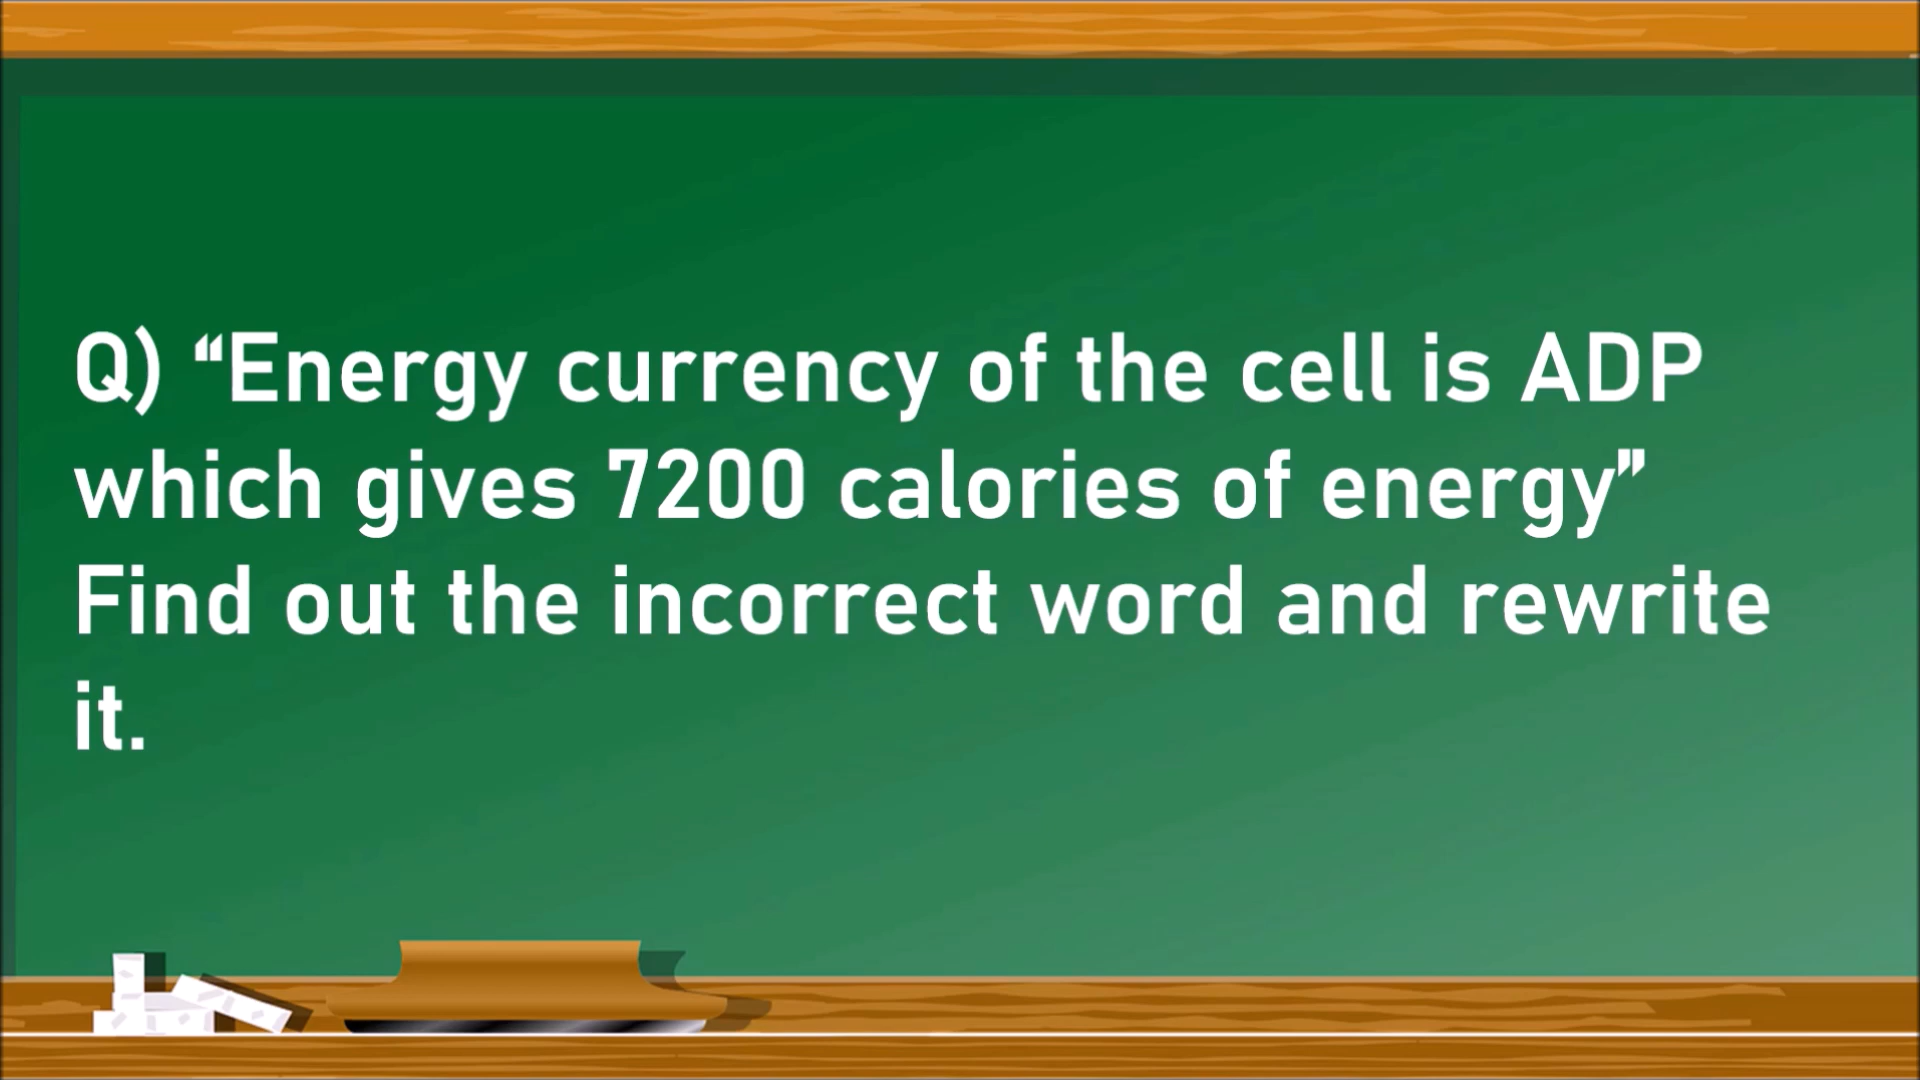 Q) “Energy currency of the cell is ADP
which gives 7200 calories of energy”
Find out the incorrect word and rewrite
it.